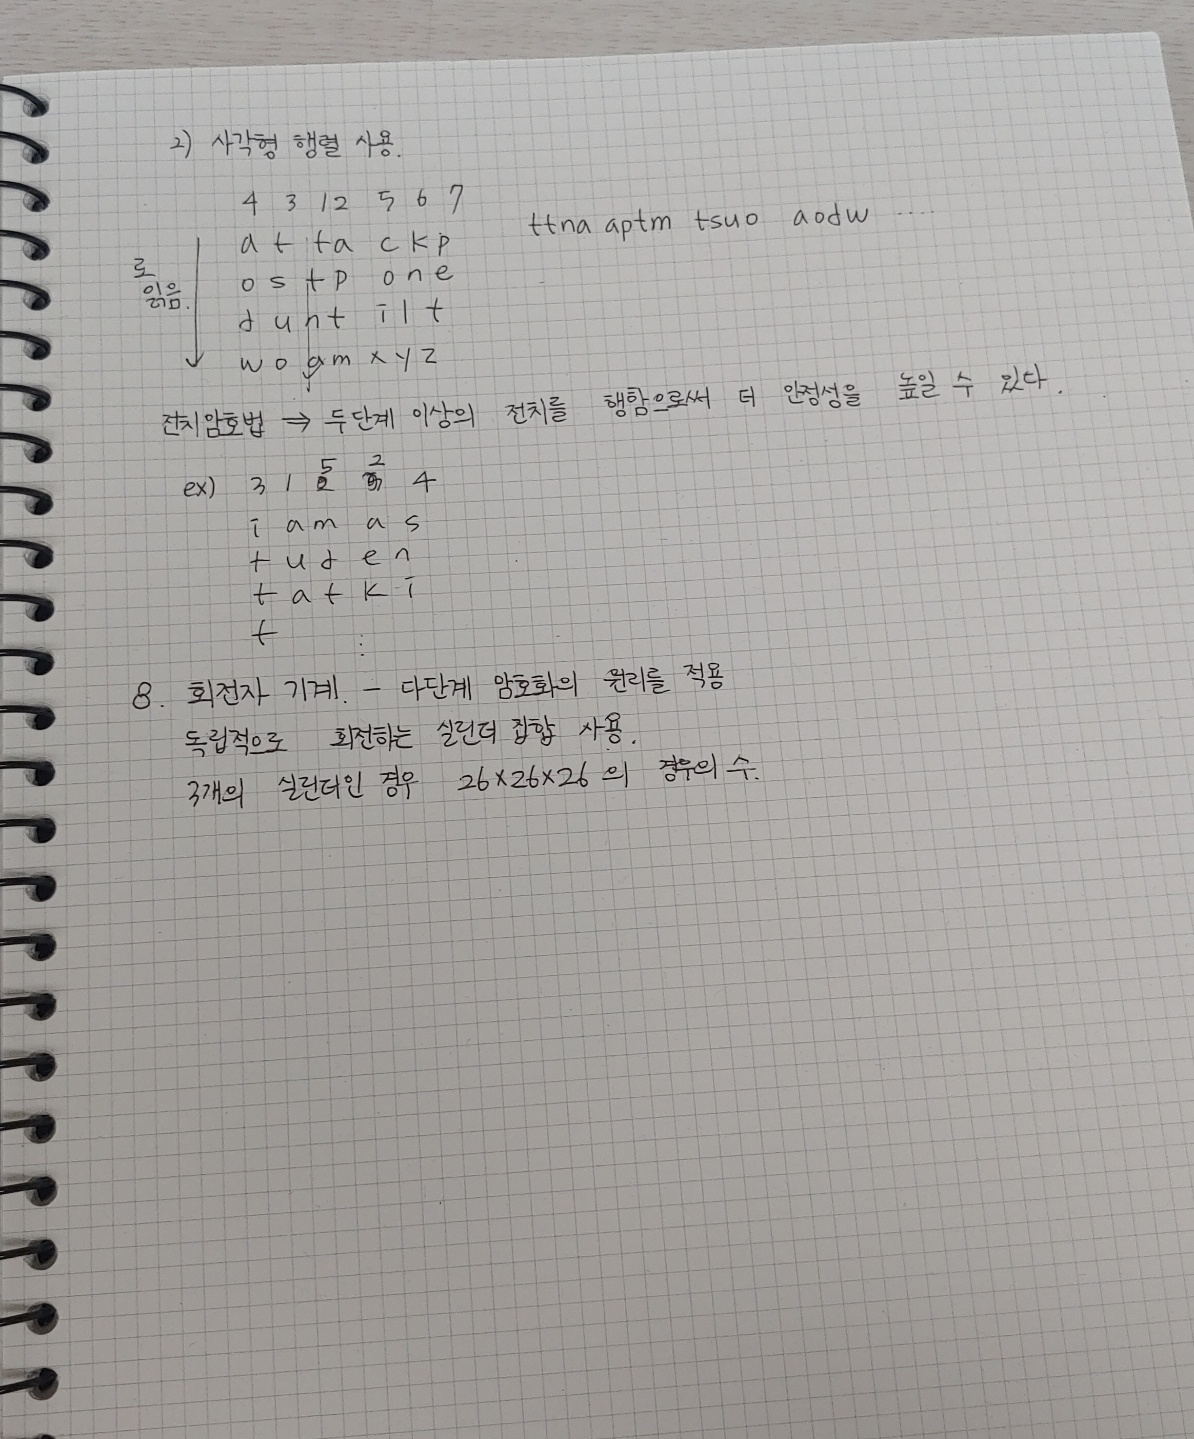 2) 사각형 행렬 사용.
4 3 1 2 5 6 7
a t t a c k p
ttna aptm tsuo aodw ....
o s t p o n e
로
읽음.
d u n t i l t
w o a m x y z
전치암호법 ⇒ 두단계 이상의 전치를 행함으로써 더 안정성을 높일 수 있다.
ex) 3 1 5 2 4
i a m a s
t u d e n
t a t k i
t ⋮
8. 회전자 기계! - 다단계 암호화의 원리를 적용
독립적으로 회전하는 실린더 집합 사용.
3개의 실린더인 경우 26×26×26의 경우의 수.